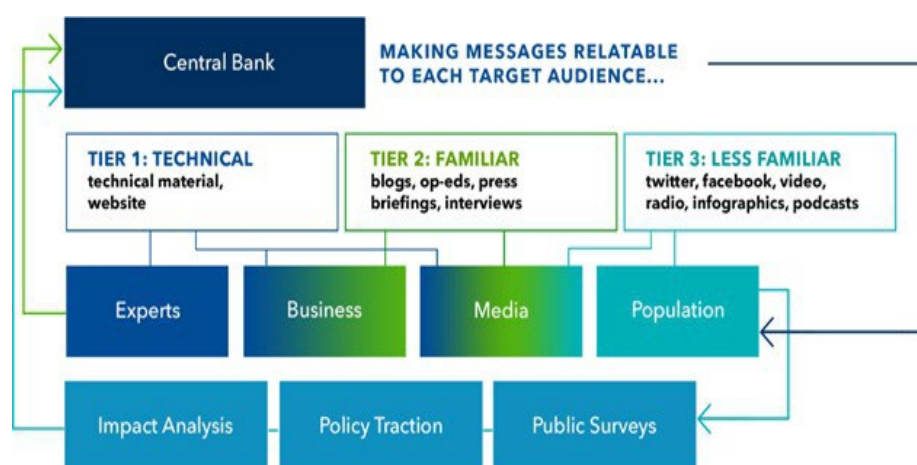 Central Bank
MAKING MESSAGES RELATABLE
TO EACH TARGET AUDIENCE...
TIER 1: TECHNICAL
technical material,
website
TIER 2: FAMILIAR
blogs, op-eds, press
briefings, interviews
TIER 3: LESS FAMILIAR
twitter, facebook, video,
radio, infographics, podcasts
Experts
Business
Media
Population
Impact Analysis
Policy Traction
Public Surveys